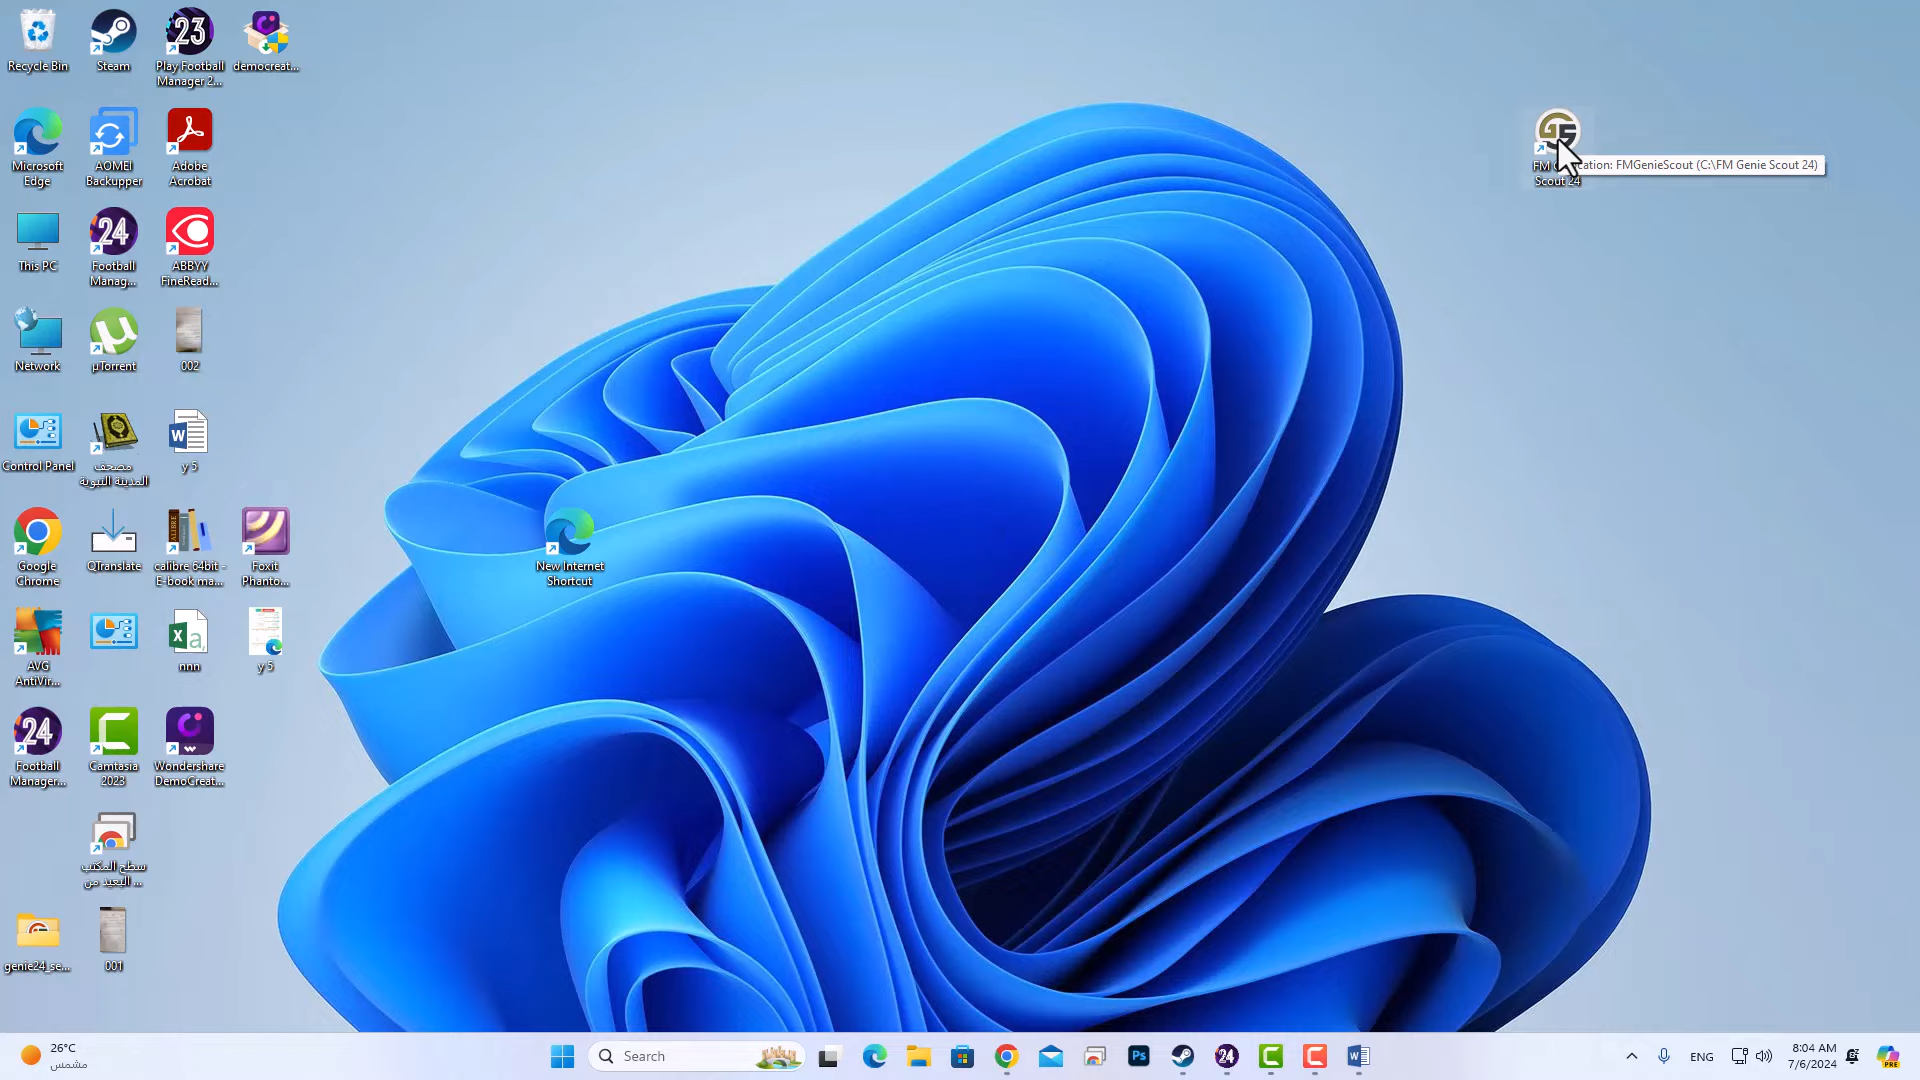 Recycle Bin
Steam
Play Football
Manager 2...
democreat...
Microsoft
Edge
AOMEI
Backupper
Adobe
Acrobat
This PC
Football
Manag...
ABBYY
FineRead...
Network
µTorrent
002
Control Panel
مصحف
المدينة النبوية
y 5
Google
Chrome
QTranslate
calibre 64bit -
E-book ma...
Foxit
Phanto...
New Internet
Shortcut
AVG
AntiVir...
nnn
y 5
Football
Manager...
Camtasia
2023
Wondershare
DemoCreat...
سطح المكتب
البعيد من ...
genie24_se...
001
FM
Scout 24
cation: FMGenieScout (C:\FM Genie Scout 24)
26°C
مشمس
Search
ENG
8:04 AM
7/6/2024